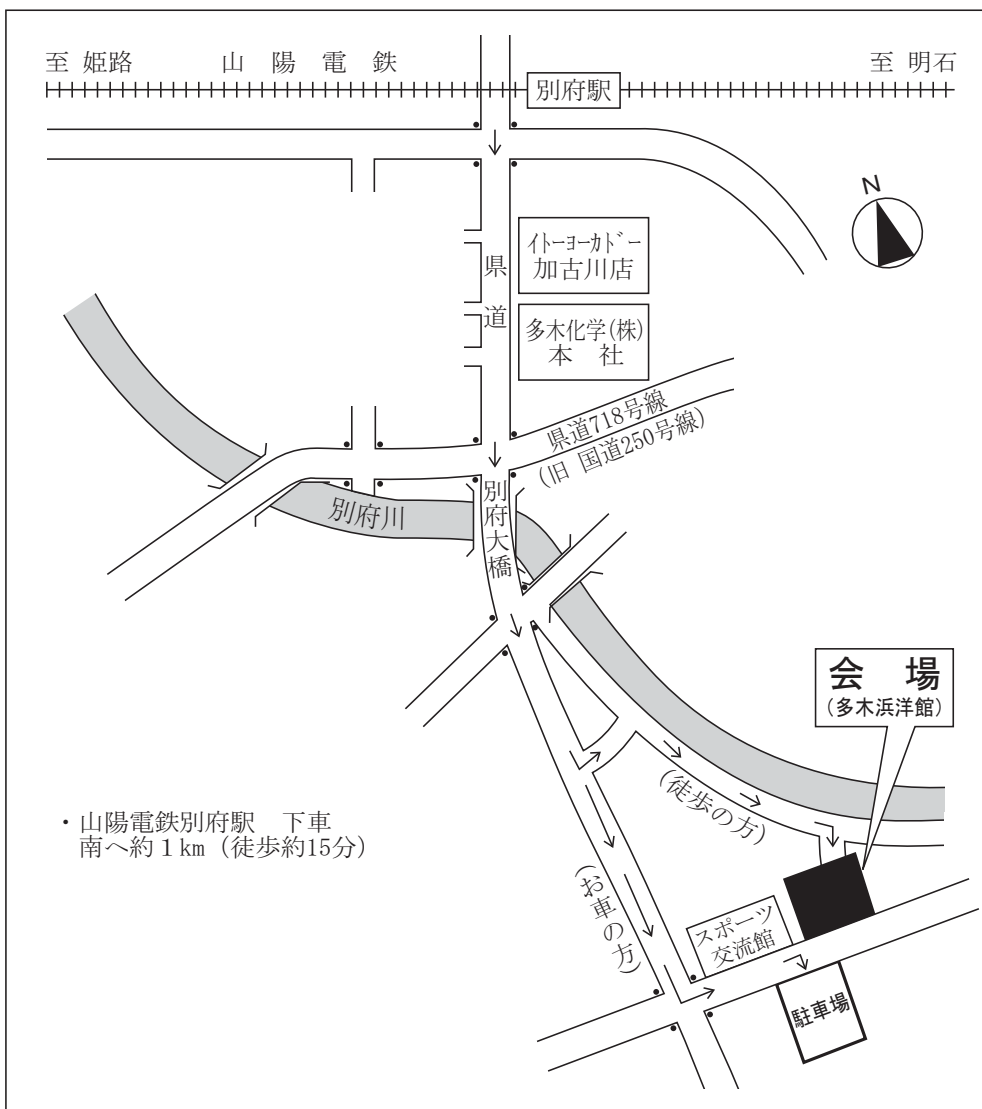 至 姫路
山陽電鉄
至 明石
別府駅
N
イトーヨーカドー
加古川店
県道
多木化学(株)
本 社
県道718号線
(旧 国道250号線)
別府川
別府大橋
会 場
(多木浜洋館)
(徒歩の方)
・山陽電鉄別府駅 下車
南へ約1km (徒歩約15分)
(お車の方)
スポーツ
交流館
駐車場